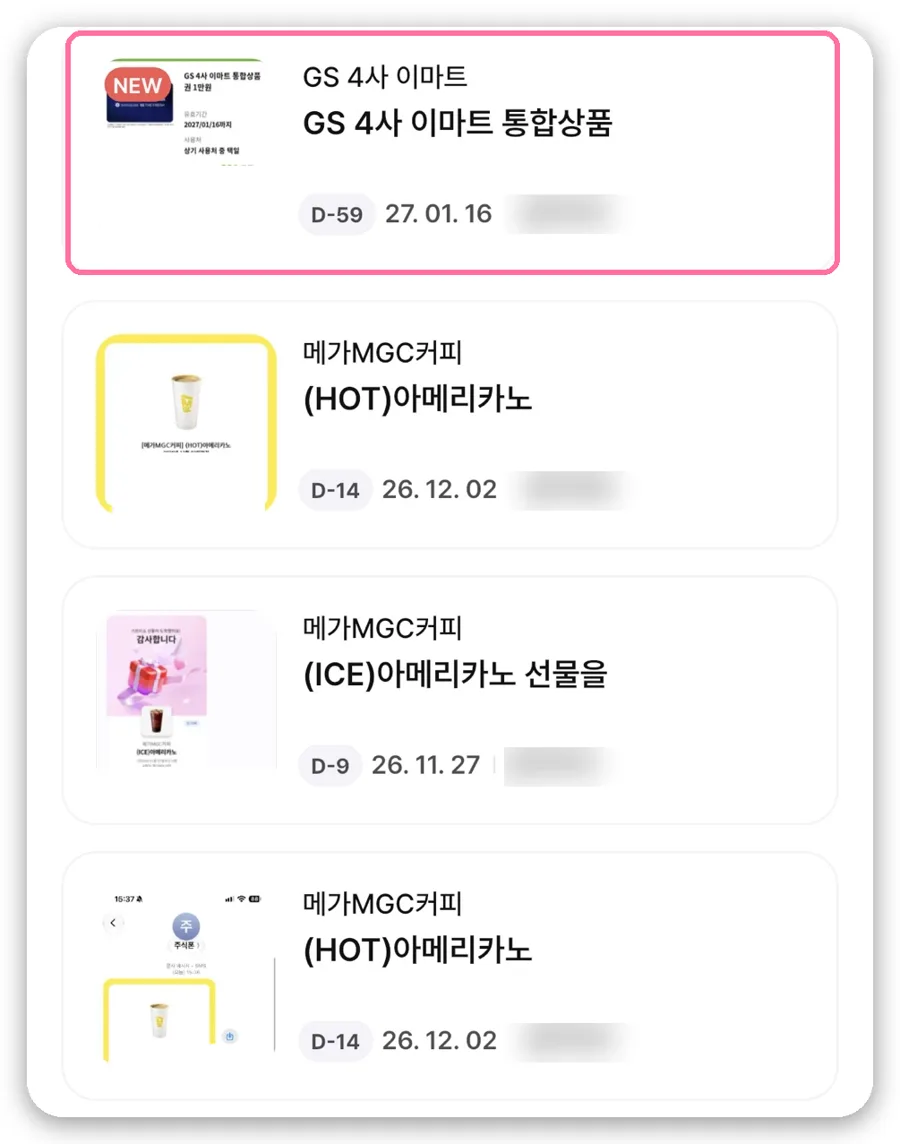 NEW
GS 4사 이마트 통합상품
권 1만원
유효기간
2027/01/16까지
사용처
상기 사용처 중 택일
GS 4사 이마트
GS 4사 이마트 통합상품
D-59 27. 01. 16
[메가MGC커피] (HOT)아메리카노
메가MGC커피
(HOT)아메리카노
D-14 26. 12. 02
감사합니다
메가MGC커피
(ICE)아메리카노
메가MGC커피
(ICE)아메리카노 선물을
D-9 26. 11. 27
15:37
주
주식폰
메가MGC커피
(HOT)아메리카노
D-14 26. 12. 02